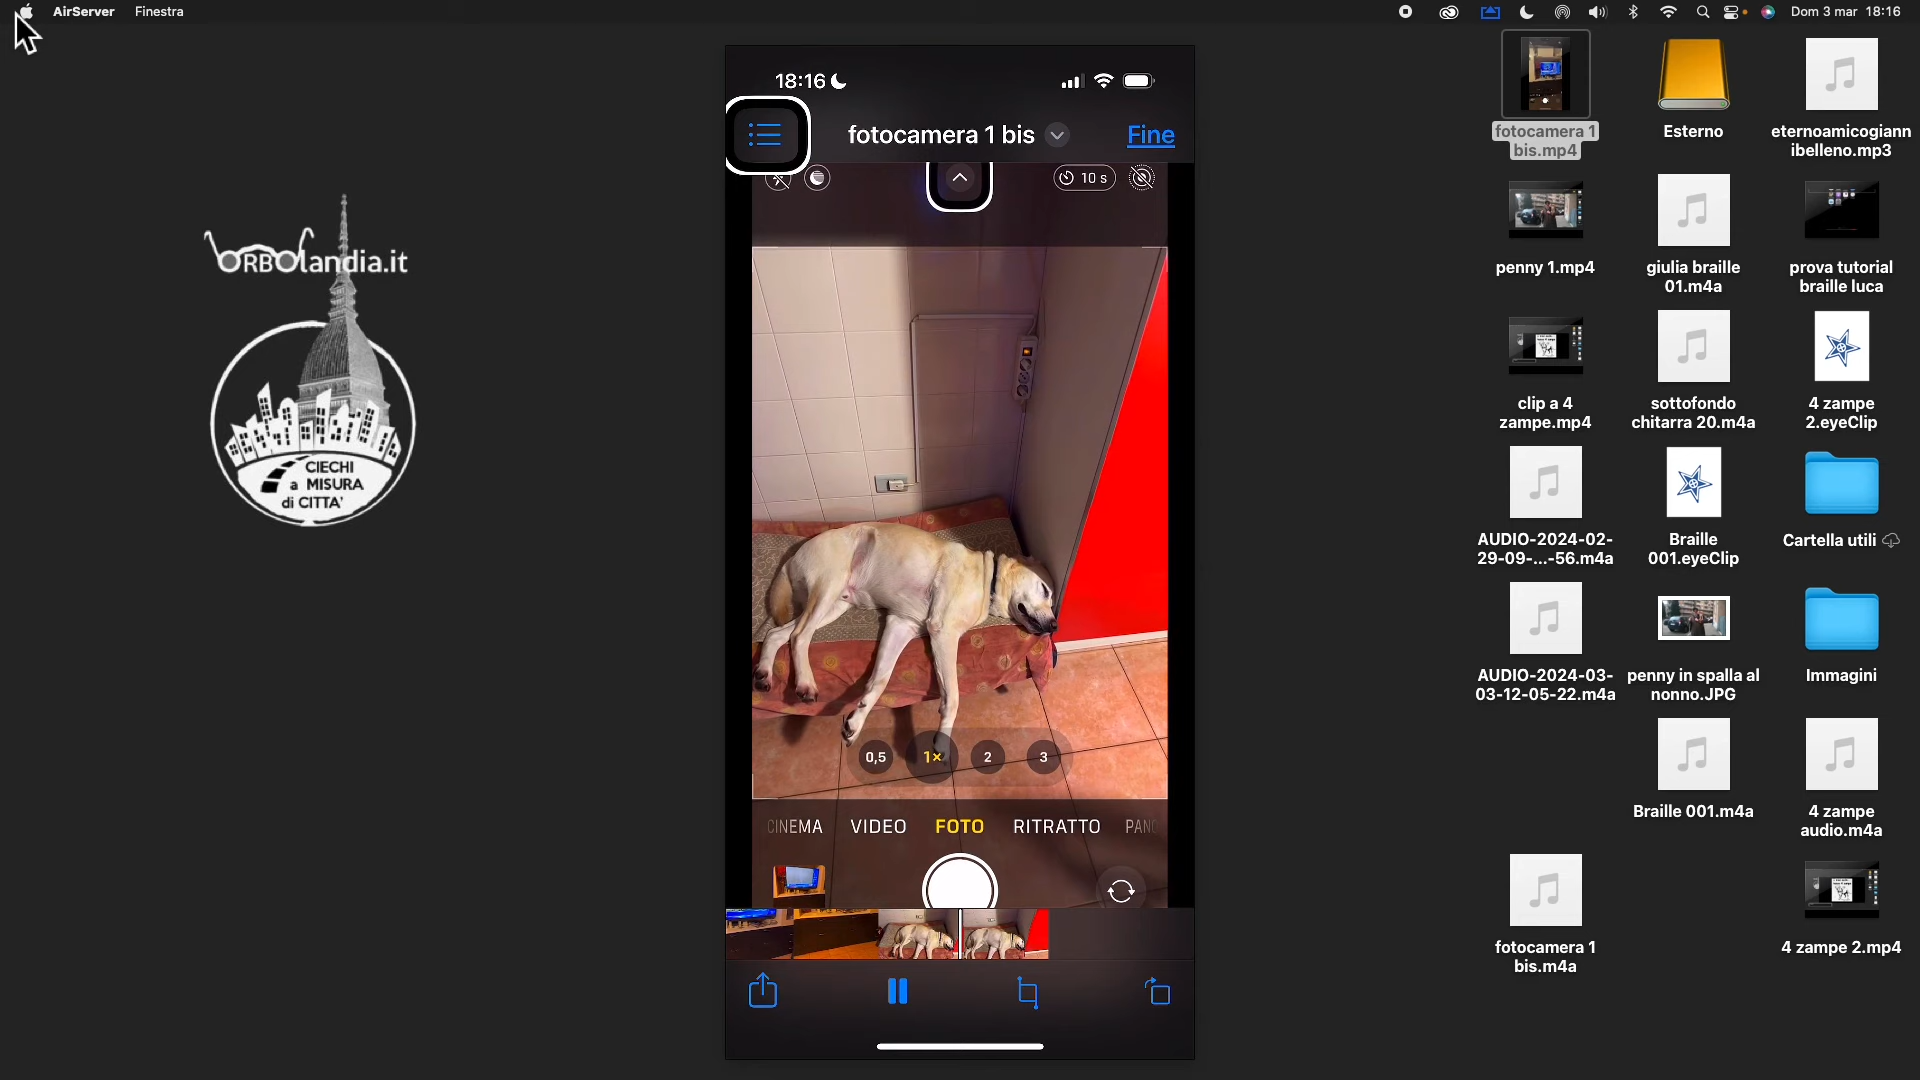 AirServer Finestra
Dom 3 mar 18:16
18:16
fotocamera 1 bis
Fine
10 s
0,5
1×
2
3
CINEMA
VIDEO
FOTO
RITRATTO
PANO
ORBOlandia.it
CIECHI
a MISURA
di CITTA'
fotocamera 1
bis.mp4
Esterno
eternoamicogiann
ibelleno.mp3
penny 1.mp4
giulia braille
01.m4a
prova tutorial
braille luca
clip a 4
zampe.mp4
sottofondo
chitarra 20.m4a
4 zampe
2.eyeClip
AUDIO-2024-02-
29-09-...-56.m4a
Braille
001.eyeClip
Cartella utili
AUDIO-2024-03-
03-12-05-22.m4a
penny in spalla al
nonno.JPG
Immagini
Braille 001.m4a
4 zampe
audio.m4a
fotocamera 1
bis.m4a
4 zampe 2.mp4